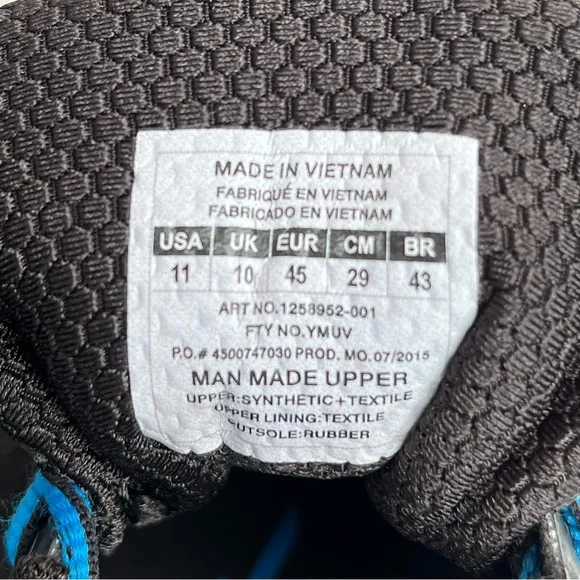 MADE IN VIETNAM
FABRIQUÉ EN VIETNAM
FABRICADO EN VIETNAM
USA UK EUR CM BR
11 10 45 29 43
ART NO.1258952-001
FTY NO.YMUV
P.O.# 4500747030 PROD. MO.07/2015
MAN MADE UPPER
UPPER:SYNTHETIC+TEXTILE
UPPER LINING:TEXTILE
OUTSOLE:RUBBER